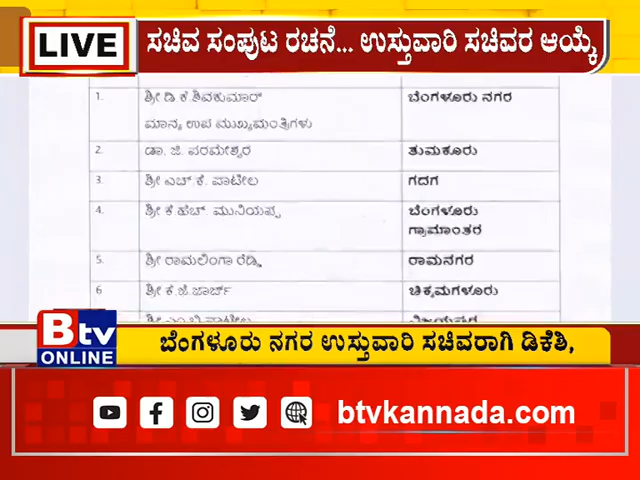 LIVE
ಸಚಿವ ಸಂಪುಟ ರಚನೆ... ಉಸ್ತುವಾರಿ ಸಚಿವರ ಆಯ್ಕೆ
1. ಶ್ರೀ ಡಿ.ಕೆ.ಶಿವಕುಮಾರ್ ಬೆಂಗಳೂರು ನಗರ
ಮಾನ್ಯ ಉಪ ಮುಖ್ಯಮಂತ್ರಿಗಳು
2. ಡಾ. ಜಿ. ಪರಮೇಶ್ವರ ತುಮಕೂರು
3. ಶ್ರೀ ಎಚ್.ಕೆ. ಪಾಟೀಲ ಗದಗ
4. ಶ್ರೀ ಕೆ.ಹೆಚ್ ಮುನಿಯಪ್ಪ ಬೆಂಗಳೂರು
ಗ್ರಾಮಾಂತರ
5. ಶ್ರೀ ರಾಮಲಿಂಗಾ ರೆಡ್ಡಿ ರಾಮನಗರ
6 ಶ್ರೀ ಕೆ.ಜೆ.ಜಾರ್ಜ್ ಚಿಕ್ಕಮಗಳೂರು
ಶ್ರೀ ಎಂ.ಬಿ.ಪಾಟೀಲ ವಿಜಯಪುರ
Btv
ONLINE
ಬೆಂಗಳೂರು ನಗರ ಉಸ್ತುವಾರಿ ಸಚಿವರಾಗಿ ಡಿಕೆಶಿ,
btvkannada.com